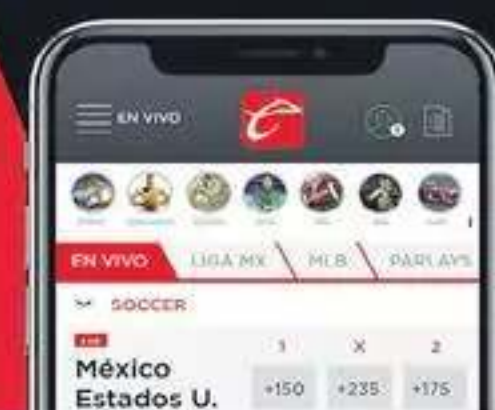 EN VIVO
EN VIVO LIGA MX MLB PARLAYS
SOCCER
1 X 2
México
Estados U.
+150 +235 +175